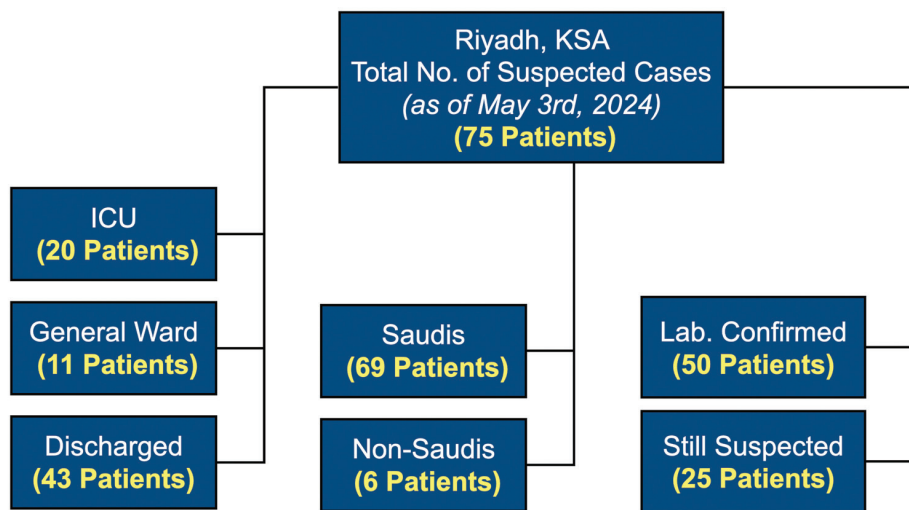 Riyadh, KSA
Total No. of Suspected Cases
(as of May 3rd, 2024)
(75 Patients)
ICU
(20 Patients)
General Ward
(11 Patients)
Discharged
(43 Patients)
Saudis
(69 Patients)
Non-Saudis
(6 Patients)
Lab. Confirmed
(50 Patients)
Still Suspected
(25 Patients)